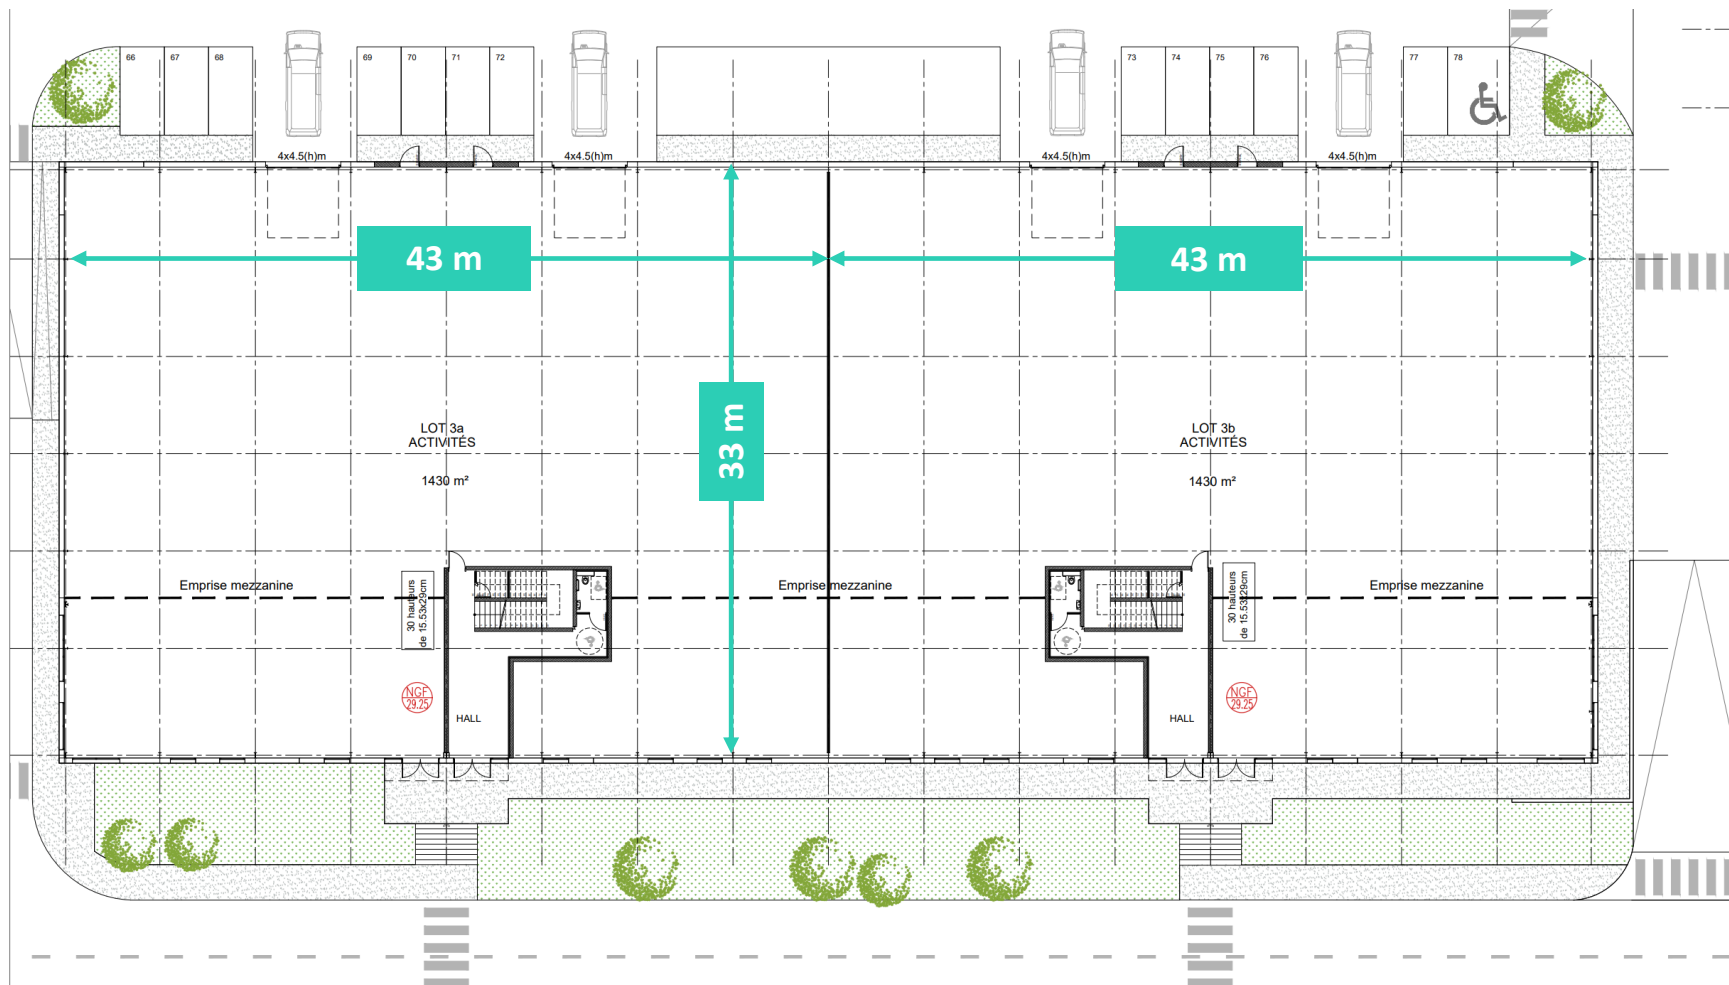 66
67
68
69
70
71
72
73
74
75
76
77
78
4x4.5(h)m
4x4.5(h)m
4x4.5(h)m
4x4.5(h)m
43 m
43 m
33 m
LOT 3a
ACTIVITÉS
1430 m²
LOT 3b
ACTIVITÉS
1430 m²
Emprise mezzanine
Emprise mezzanine
Emprise mezzanine
30 hauteurs
de 15.53x29cm
30 hauteurs
de 15.53x29cm
NGF
29.25
NGF
29.25
HALL
HALL